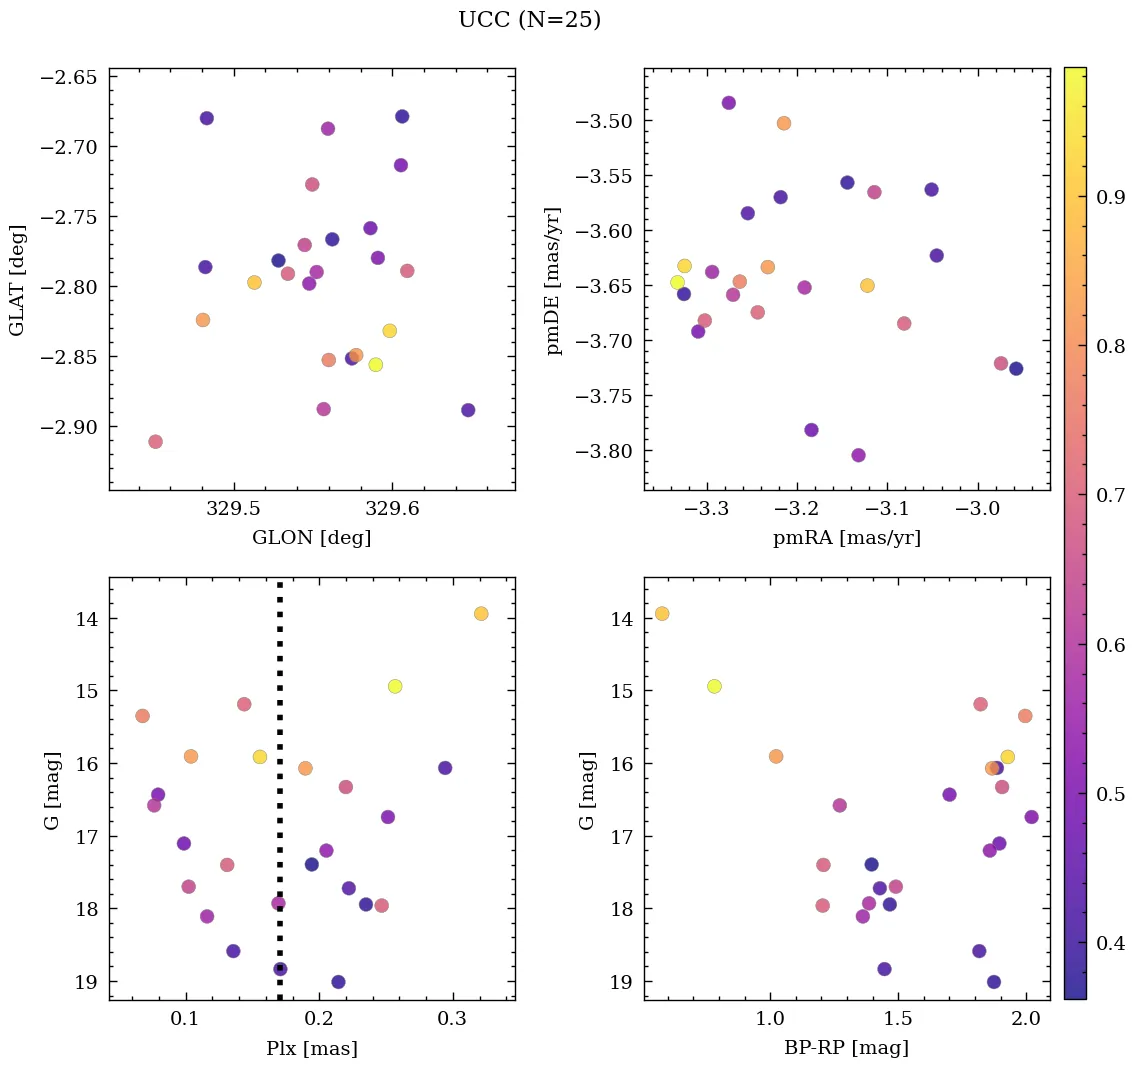 UCC (N=25)
−2.65
−2.70
−2.75
−2.80
−2.85
−2.90
GLAT [deg]
329.5 329.6
GLON [deg]
−3.50
−3.55
−3.60
−3.65
−3.70
−3.75
−3.80
pmDE [mas/yr]
−3.3 −3.2 −3.1 −3.0
pmRA [mas/yr]
14
15
16
17
18
19
G [mag]
0.1 0.2 0.3
Plx [mas]
14
15
16
17
18
19
G [mag]
1.0 1.5 2.0
BP-RP [mag]
0.9
0.8
0.7
0.6
0.5
0.4